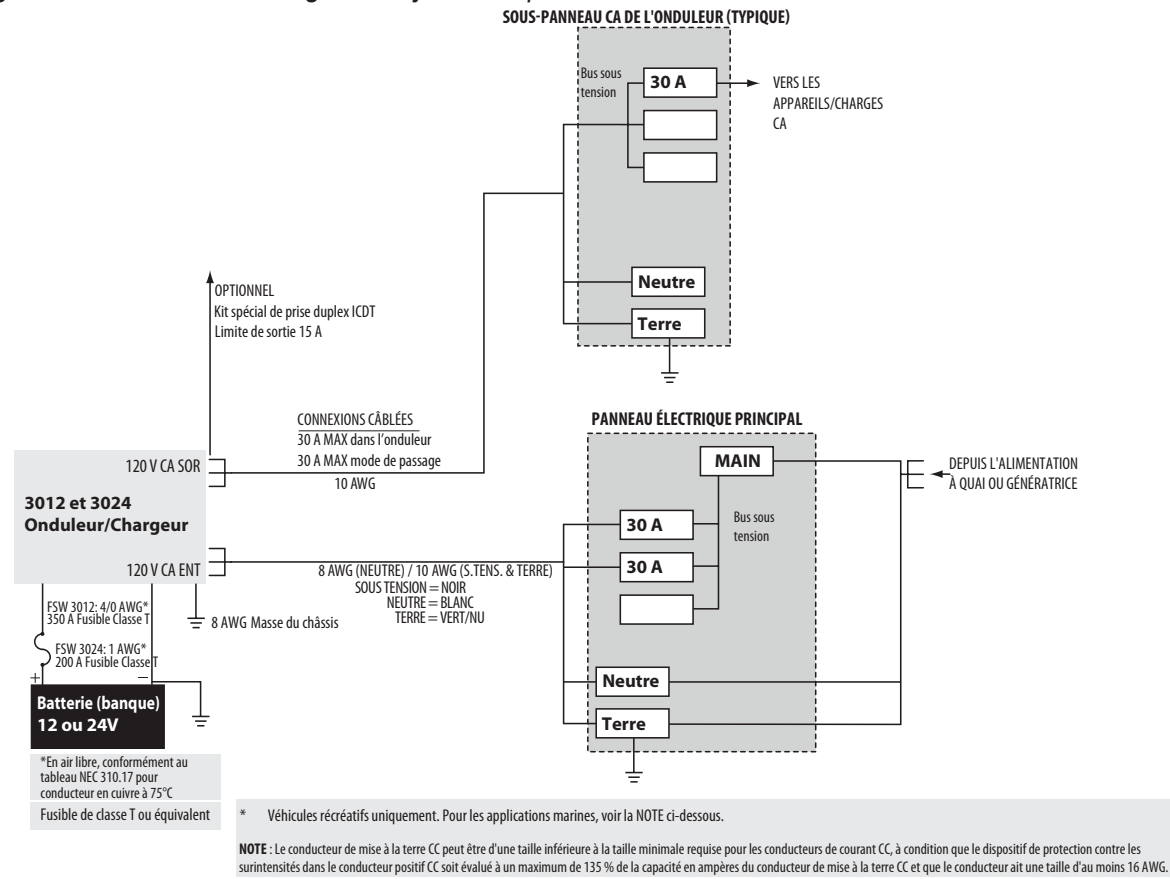 SOUS-PANNEAU CA DE L'ONDULEUR (TYPIQUE)
Bus sous
tension
30 A
VERS LES
APPAREILS/CHARGES
CA
Neutre
Terre
OPTIONNEL
Kit spécial de prise duplex ICDT
Limite de sortie 15 A
CONNEXIONS CÂBLÉES
30 A MAX dans l'onduleur
30 A MAX mode de passage
10 AWG
PANNEAU ÉLECTRIQUE PRINCIPAL
MAIN
DEPUIS L'ALIMENTATION
À QUAI OU GÉNÉRATRICE
30 A
Bus sous
tension
30 A
Neutre
Terre
120 V CA SOR
3012 et 3024
Onduleur/Chargeur
120 V CA ENT
8 AWG (NEUTRE) / 10 AWG (S.TENS. & TERRE)
SOUS TENSION = NOIR
NEUTRE = BLANC
TERRE = VERT/NU
FSW 3012: 4/0 AWG*
350 A Fusible Classe T
8 AWG Masse du châssis
FSW 3024: 1 AWG*
200 A Fusible Classe T
+ −
Batterie (banque)
12 ou 24V
*En air libre, conformément au
tableau NEC 310.17 pour
conducteur en cuivre à 75°C
Fusible de classe T ou équivalent
* Véhicules récréatifs uniquement. Pour les applications marines, voir la NOTE ci-dessous.
NOTE : Le conducteur de mise à la terre CC peut être d'une taille inférieure à la taille minimale requise pour les conducteurs de courant CC, à condition que le dispositif de protection contre les
surintensités dans le conducteur positif CC soit évalué à un maximum de 135 % de la capacité en ampères du conducteur de mise à la terre CC et que le conducteur ait une taille d'au moins 16 AWG.